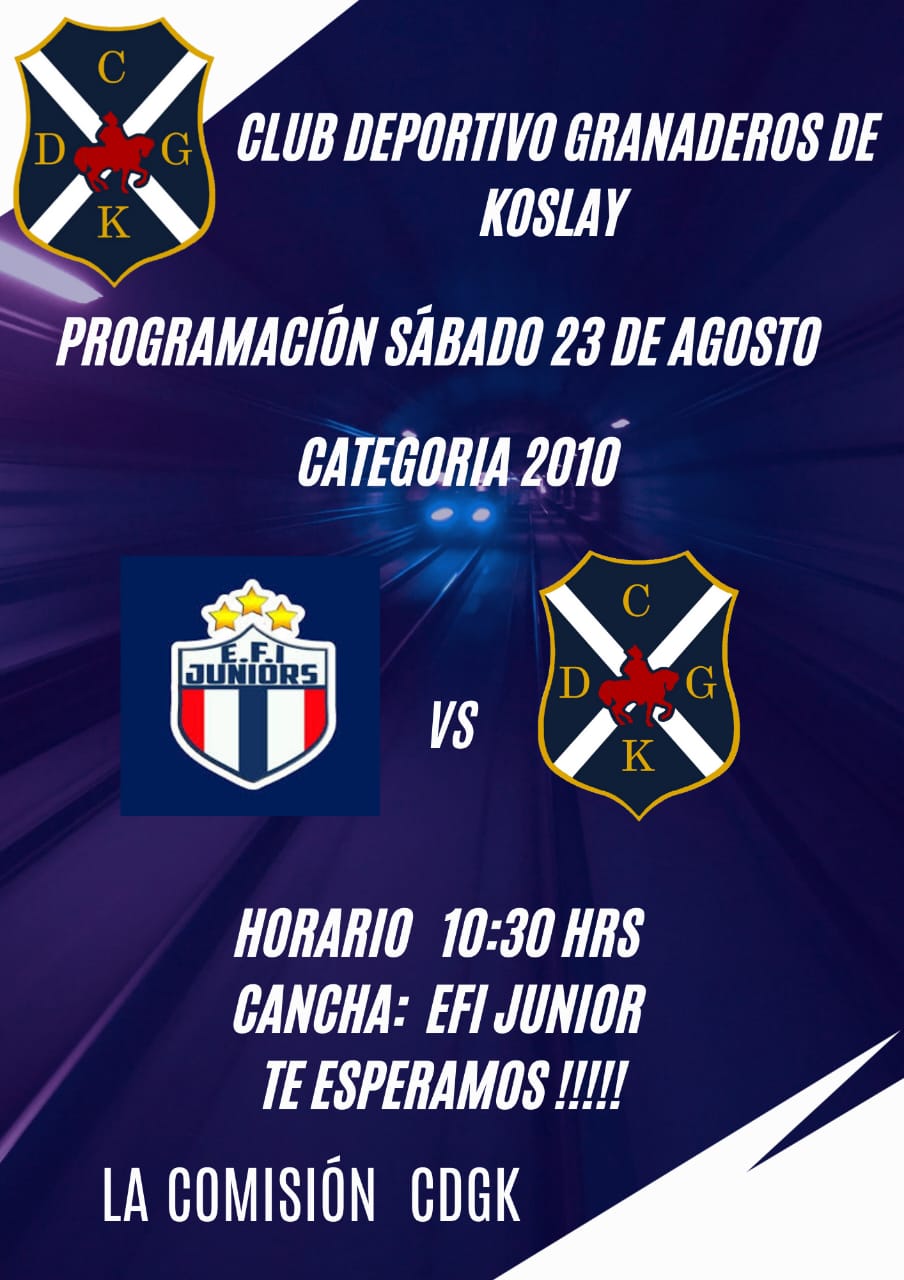 C
D G
K
CLUB DEPORTIVO GRANADEROS DE
KOSLAY
PROGRAMACIÓN SÁBADO 23 DE AGOSTO
CATEGORIA 2010
E.F.I
JUNIORS
VS
C
D G
K
HORARIO 10:30 HRS
CANCHA: EFI JUNIOR
TE ESPERAMOS !!!!!
LA COMISIÓN CDGK